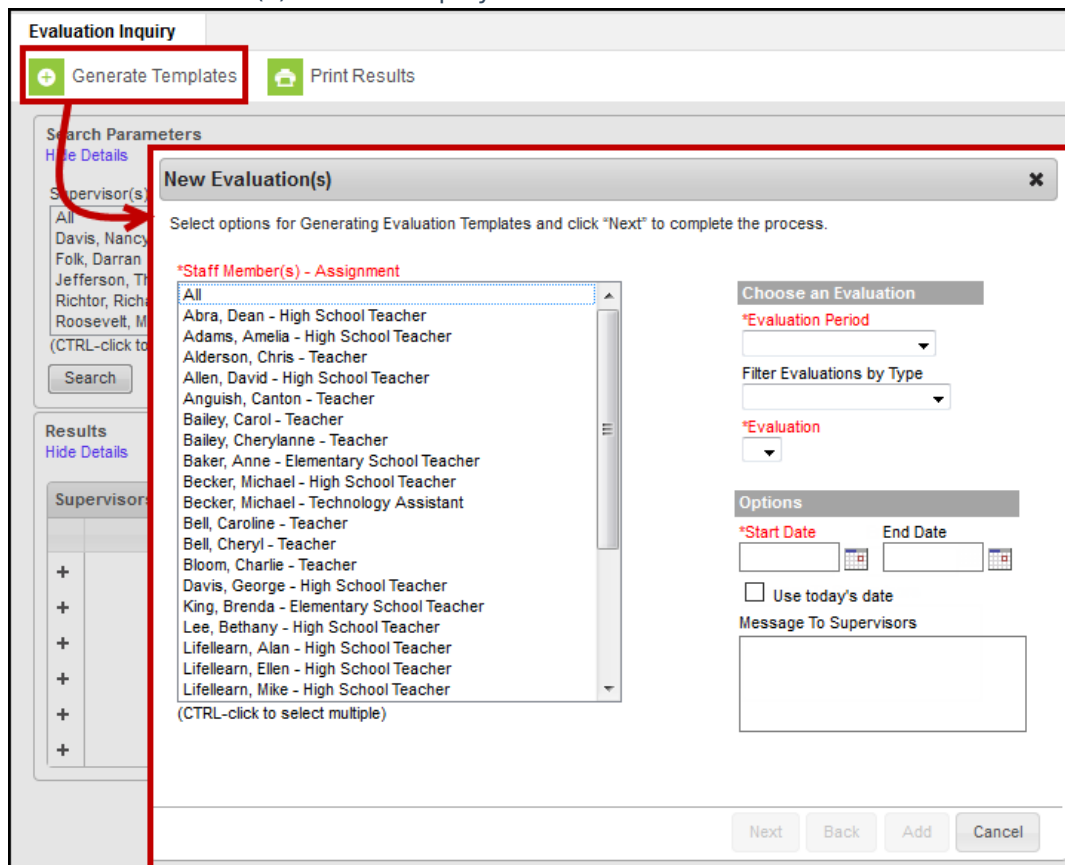 Evaluation Inquiry
Generate Templates
Print Results
Search Parameters
Hide Details
Supervisor(s)
All
Davis, Nancy
Folk, Darran
Jefferson, Th
Richtor, Richa
Roosevelt, M
(CTRL-click to
Search
Results
Hide Details
Supervisors
New Evaluation(s)
Select options for Generating Evaluation Templates and click “Next” to complete the process.
*Staff Member(s) - Assignment
All
Abra, Dean - High School Teacher
Adams, Amelia - High School Teacher
Alderson, Chris - Teacher
Allen, David - High School Teacher
Anguish, Canton - Teacher
Bailey, Carol - Teacher
Bailey, Cherylanne - Teacher
Baker, Anne - Elementary School Teacher
Becker, Michael - High School Teacher
Becker, Michael - Technology Assistant
Bell, Caroline - Teacher
Bell, Cheryl - Teacher
Bloom, Charlie - Teacher
Davis, George - High School Teacher
King, Brenda - Elementary School Teacher
Lee, Bethany - High School Teacher
Lifellearn, Alan - High School Teacher
Lifellearn, Ellen - High School Teacher
Lifellearn, Mike - High School Teacher
(CTRL-click to select multiple)
Choose an Evaluation
*Evaluation Period
Filter Evaluations by Type
*Evaluation
Options
*Start Date End Date
Use today's date
Message To Supervisors
Next Back Add Cancel